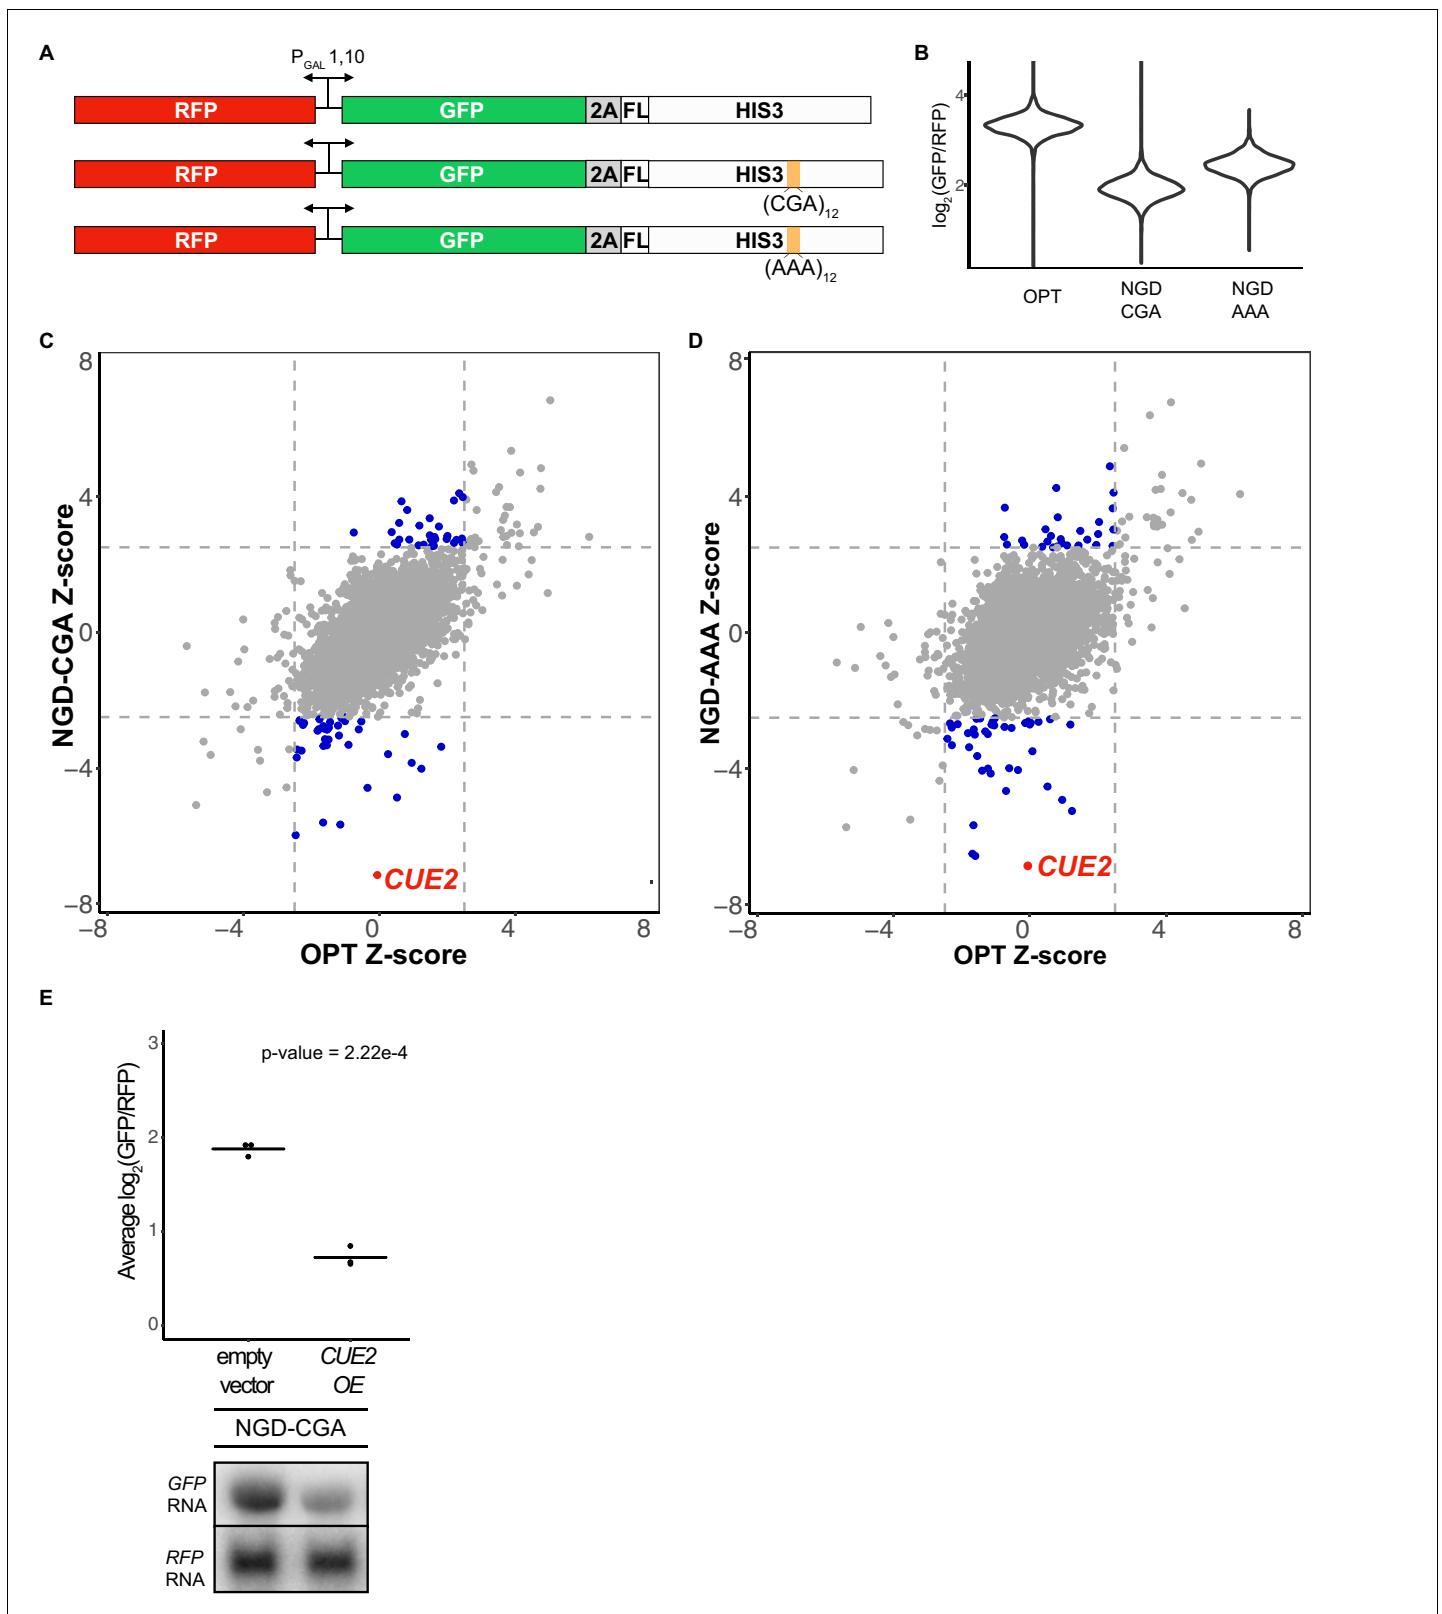 A
P_GAL 1,10
RFP GFP 2A FL HIS3
RFP GFP 2A FL HIS3
(CGA)12
RFP GFP 2A FL HIS3
(AAA)12
B
log2(GFP/RFP)
4
2
OPT
NGD
CGA
NGD
AAA
C
NGD-CGA Z-score
8
4
0
−4
−8
CUE2
−8 −4 0 4 8
OPT Z-score
D
NGD-AAA Z-score
8
4
0
−4
−8
CUE2
−8 −4 0 4 8
OPT Z-score
E
Average log2(GFP/RFP)
3
2
1
0
p-value = 2.22e-4
empty
vector
CUE2
OE
NGD-CGA
GFP
RNA
RFP
RNA